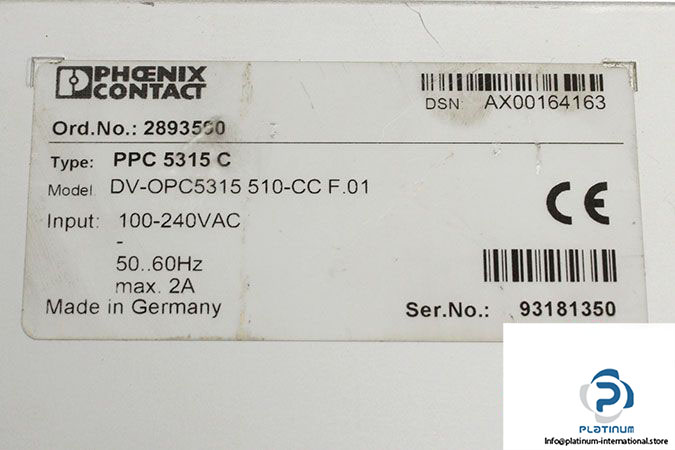 PHŒNIX
CONTACT
DSN: AX00164163
Ord.No.: 2893550
Type: PPC 5315 C
Model: DV-OPC5315 510-CC F.01
Input: 100-240VAC
-
50..60Hz
max. 2A
Made in Germany
CE
Ser.No.: 93181350
PLATINUM
Info@platinum-international.store